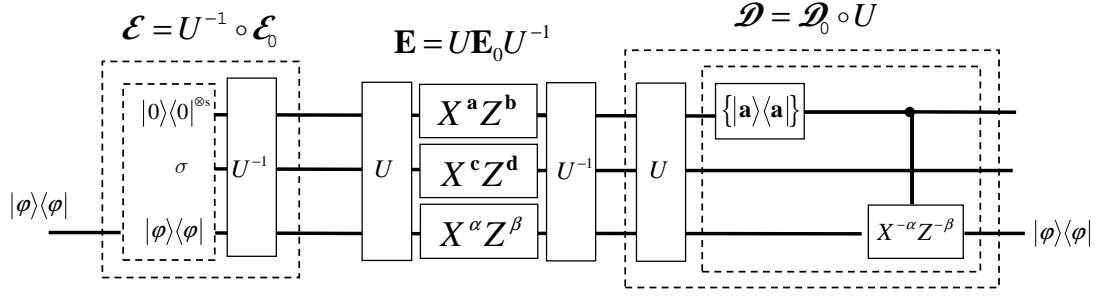 𝓔 = U⁻¹ ∘ 𝓔₀
𝐄 = U𝐄₀U⁻¹
𝓓 = 𝓓₀ ∘ U
|0⟩⟨0|^{⊗s}
σ
|φ⟩⟨φ|
|φ⟩⟨φ|
U⁻¹
U
X^𝐚 Z^𝐛
X^𝐜 Z^𝐝
X^α Z^β
U⁻¹
U
{|𝐚⟩⟨𝐚|}
X^{-α} Z^{-β}
|φ⟩⟨φ|